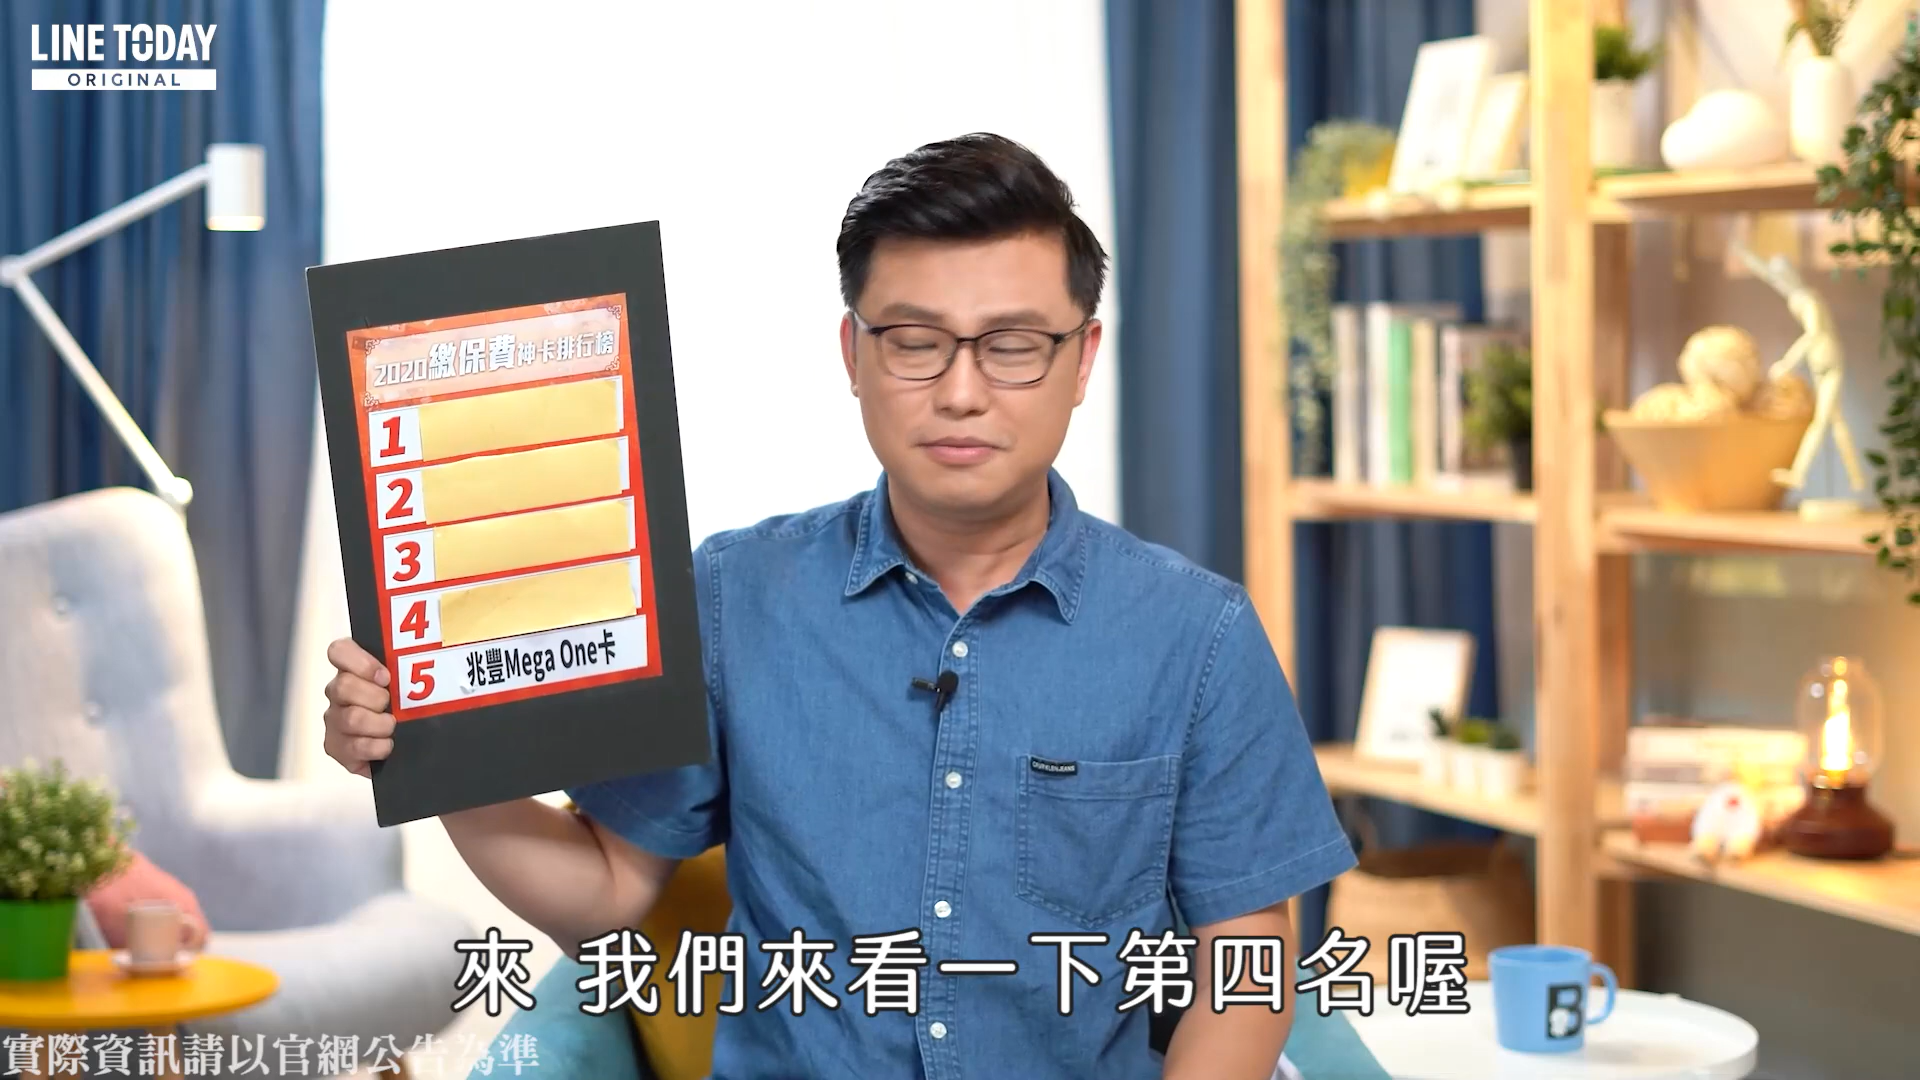 LINE TODAY
ORIGINAL
2020繳保費神卡排行榜
1
2
3
4
5 兆豐Mega One卡
B
來 我們來看一下第四名喔
實際資訊請以官網公告為準